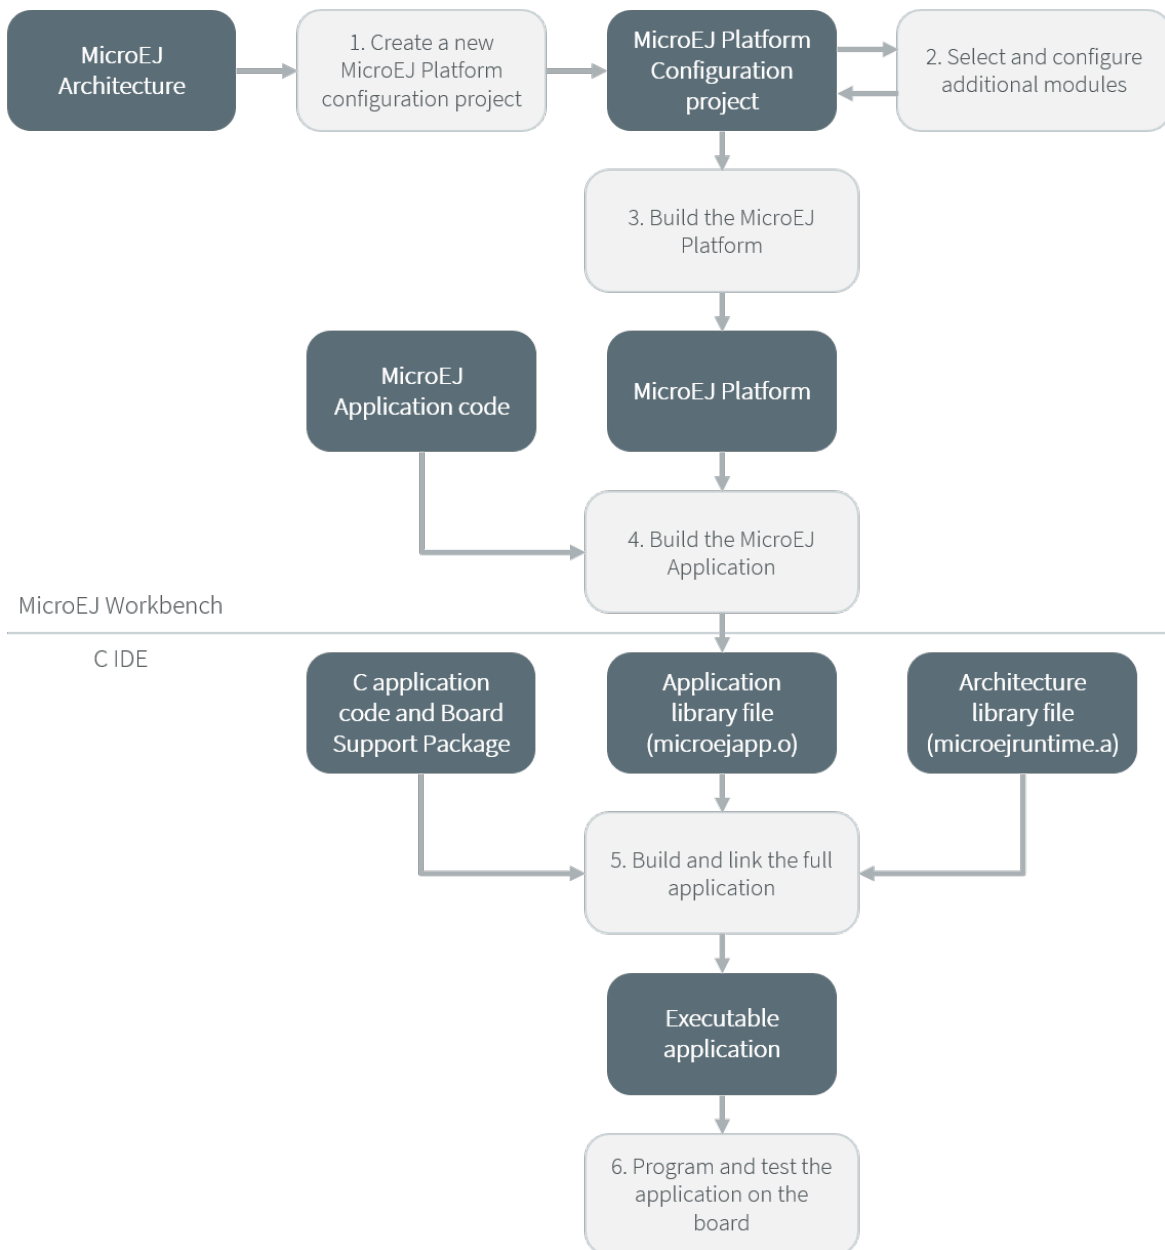 MicroEJ
Architecture
1. Create a new
MicroEJ Platform
configuration project
MicroEJ Platform
Configuration
project
2. Select and configure
additional modules
3. Build the MicroEJ
Platform
MicroEJ
Application code
MicroEJ Platform
4. Build the MicroEJ
Application
MicroEJ Workbench
C IDE
C application
code and Board
Support Package
Application
library file
(microejapp.o)
Architecture
library file
(microejruntime.a)
5. Build and link the full
application
Executable
application
6. Program and test the
application on the
board